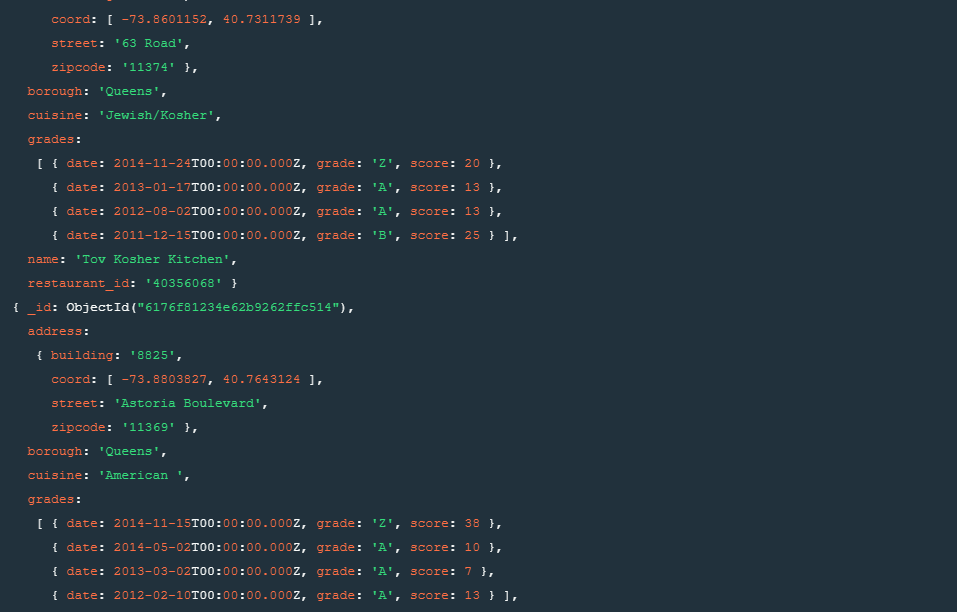 coord: [ -73.8601152, 40.7311739 ],
street: '63 Road',
zipcode: '11374' },
borough: 'Queens',
cuisine: 'Jewish/Kosher',
grades:
[ { date: 2014-11-24T00:00:00.000Z, grade: 'Z', score: 20 },
{ date: 2013-01-17T00:00:00.000Z, grade: 'A', score: 13 },
{ date: 2012-08-02T00:00:00.000Z, grade: 'A', score: 13 },
{ date: 2011-12-15T00:00:00.000Z, grade: 'B', score: 25 } ],
name: 'Tov Kosher Kitchen',
restaurant_id: '40356068' }
{ _id: ObjectId("6176f81234e62b9262ffc514"),
address:
{ building: '8825',
coord: [ -73.8803827, 40.7643124 ],
street: 'Astoria Boulevard',
zipcode: '11369' },
borough: 'Queens',
cuisine: 'American ',
grades:
[ { date: 2014-11-15T00:00:00.000Z, grade: 'Z', score: 38 },
{ date: 2014-05-02T00:00:00.000Z, grade: 'A', score: 10 },
{ date: 2013-03-02T00:00:00.000Z, grade: 'A', score: 7 },
{ date: 2012-02-10T00:00:00.000Z, grade: 'A', score: 13 } ],